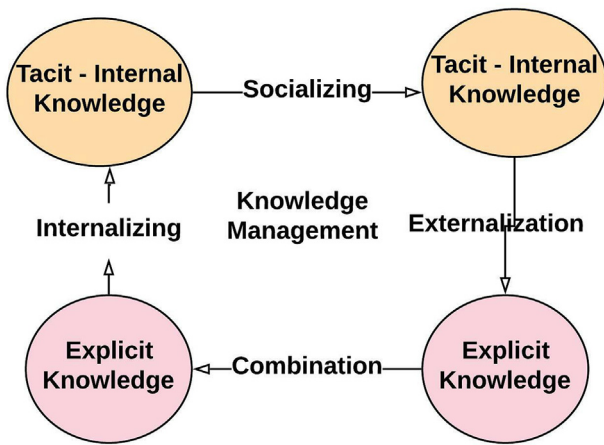 Tacit - Internal
Knowledge
Socializing
Tacit - Internal
Knowledge
Internalizing
Knowledge
Management
Externalization
Explicit
Knowledge
Combination
Explicit
Knowledge